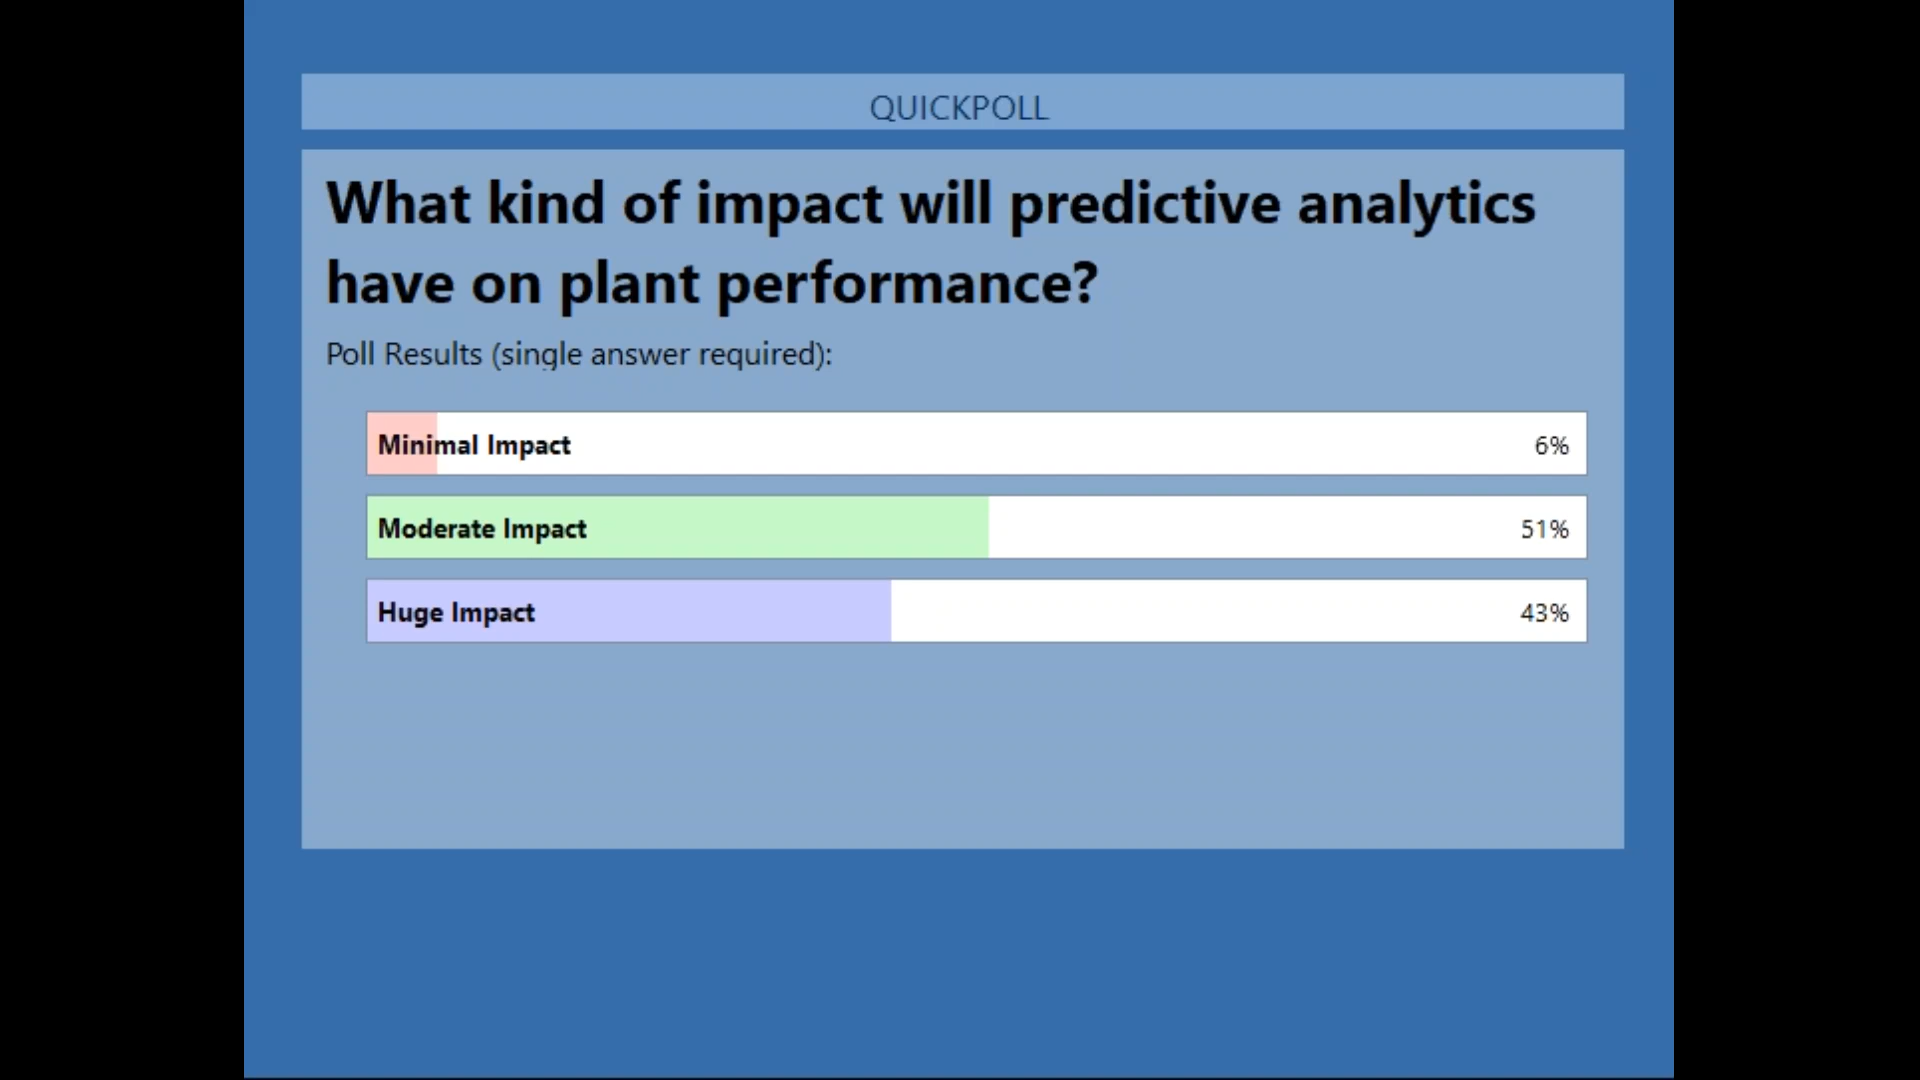 QUICKPOLL
What kind of impact will predictive analytics
have on plant performance?
Poll Results (single answer required):
Minimal Impact 6%
Moderate Impact 51%
Huge Impact 43%